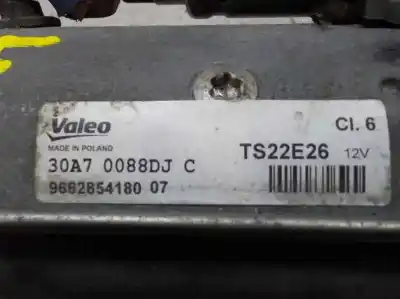 Valeo
Cl. 6
MADE IN POLAND
30A7 0088DJ C
TS22E26 12V
9662854180 07